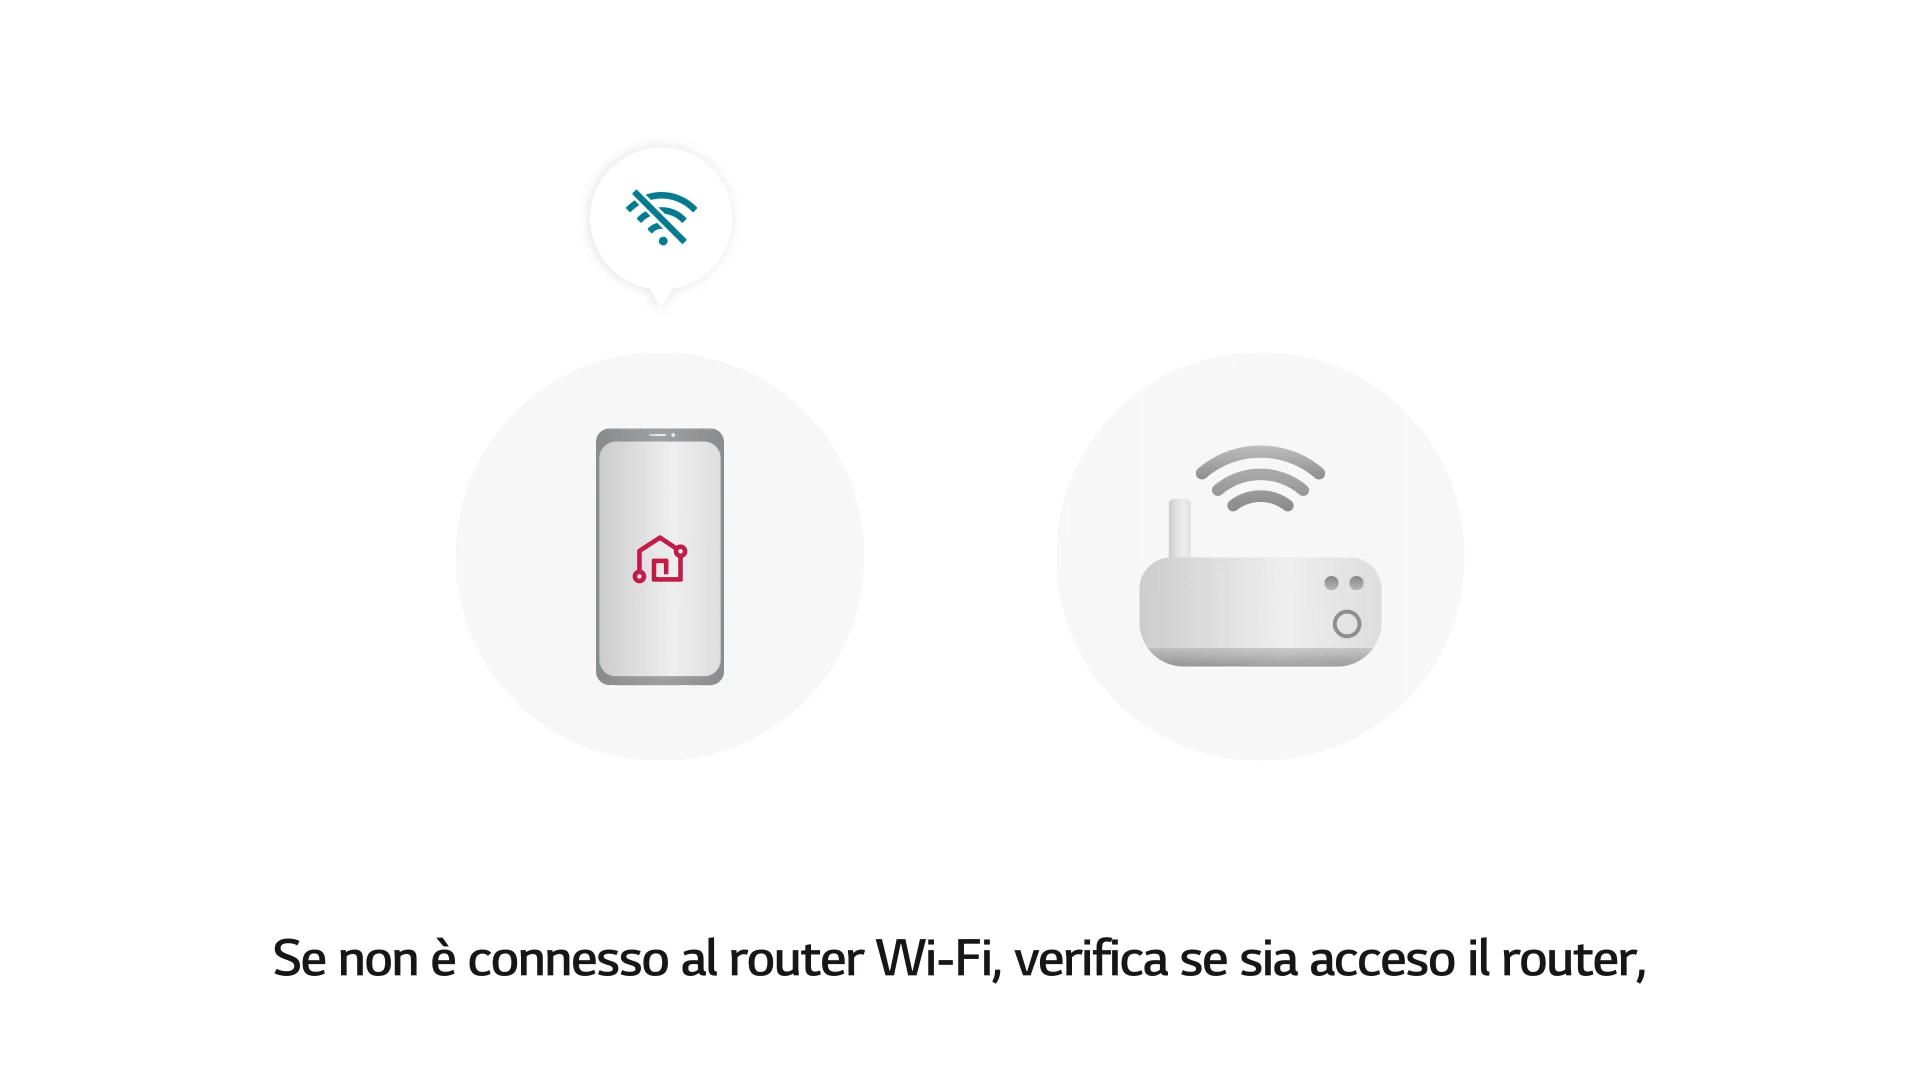 Se non è connesso al router Wi-Fi, verifica se sia acceso il router,